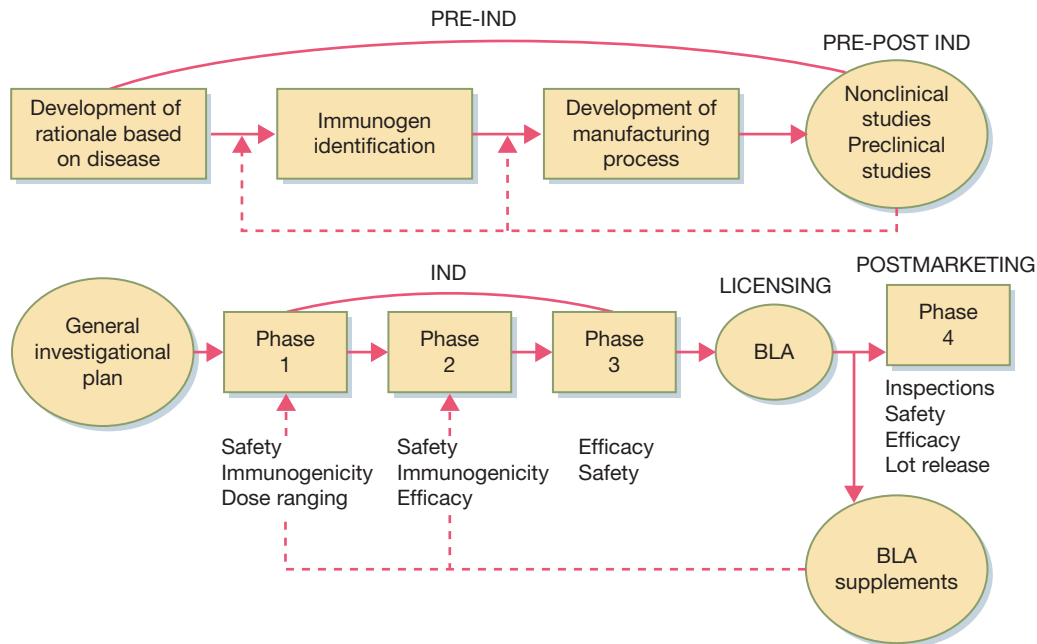 PRE-IND
PRE-POST IND
Development of
rationale based
on disease
Immunogen
identification
Development of
manufacturing
process
Nonclinical
studies
Preclinical
studies
IND
LICENSING
POSTMARKETING
General
investigational
plan
Phase
1
Phase
2
Phase
3
BLA
Phase
4
Safety
Immunogenicity
Dose ranging
Safety
Immunogenicity
Efficacy
Efficacy
Safety
Inspections
Safety
Efficacy
Lot release
BLA
supplements